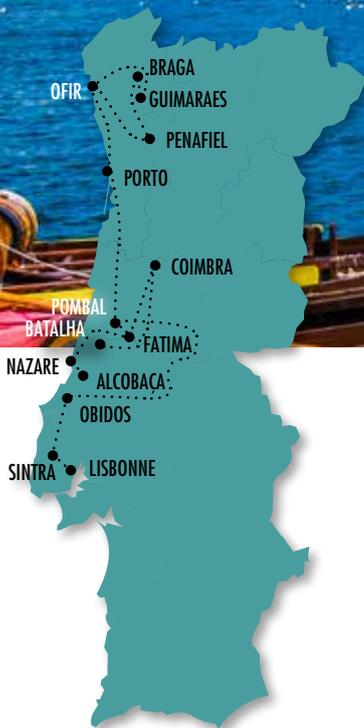 BRAGA
OFIR
GUIMARAES
PENAFIEL
PORTO
COIMBRA
POMBAL
BATALHA
FATIMA
NAZARE
ALCOBAÇA
OBIDOS
SINTRA
LISBONNE